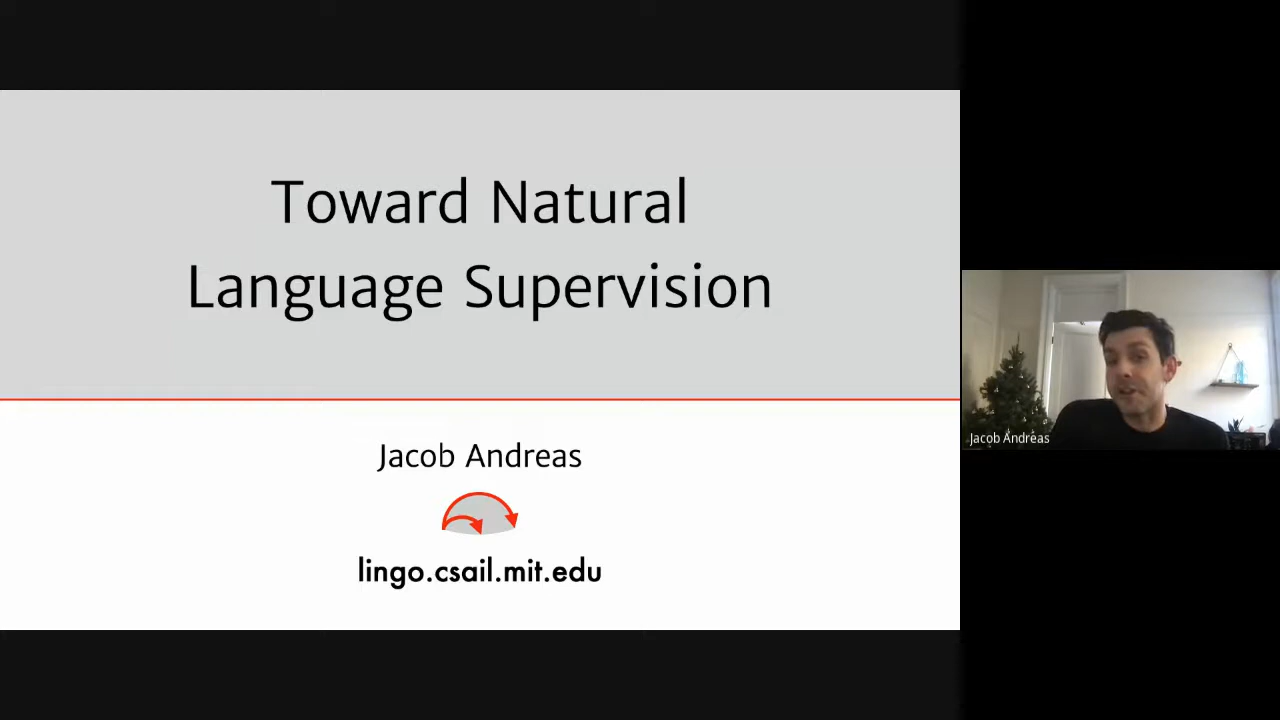 Toward Natural
Language Supervision
Jacob Andreas
lingo.csail.mit.edu
Jacob Andreas